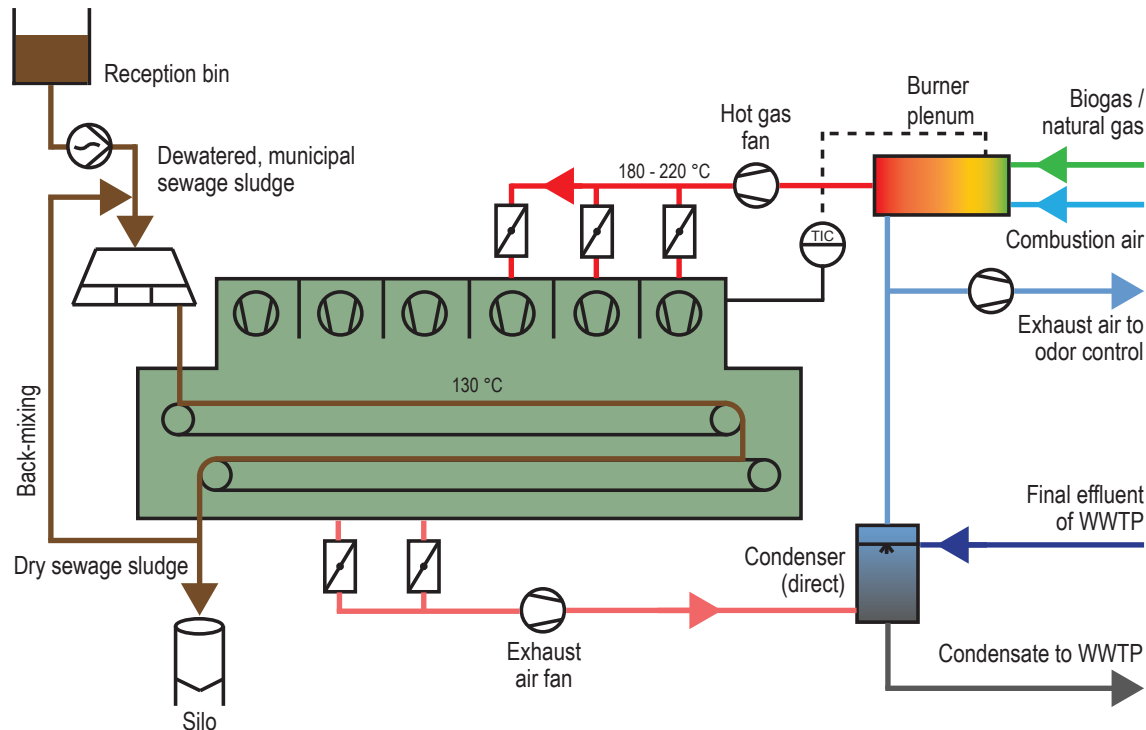 Reception bin
Dewatered, municipal
sewage sludge
Hot gas
fan
Burner
plenum
Biogas /
natural gas
180 - 220 °C
TIC
Combustion air
Exhaust air to
odor control
130 °C
Back-mixing
Final effluent
of WWTP
Dry sewage sludge
Condenser
(direct)
Exhaust
air fan
Condensate to WWTP
Silo